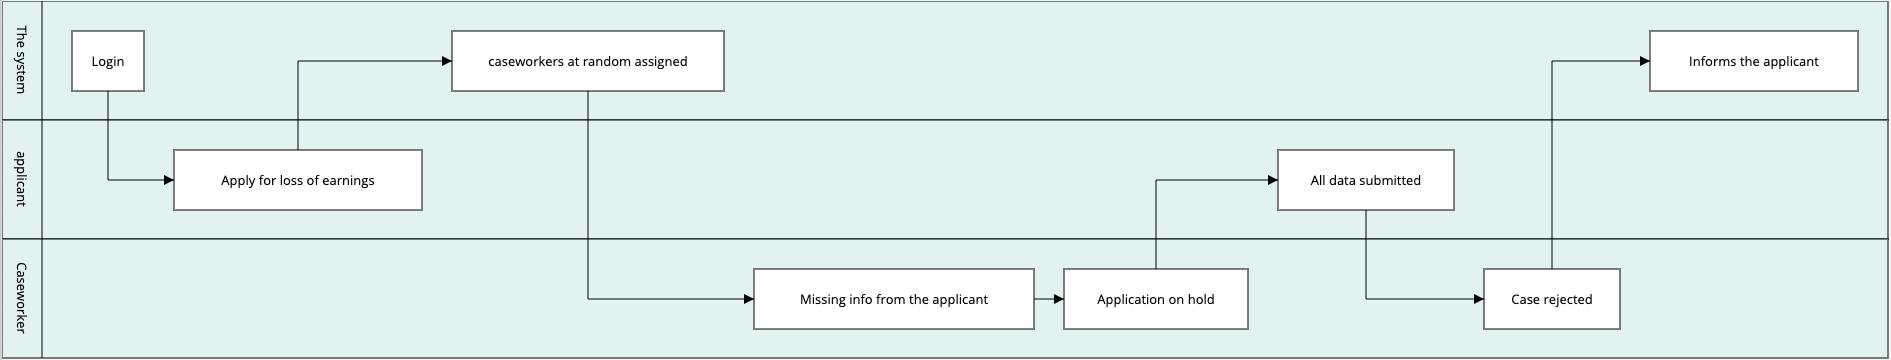 The system
Login
caseworkers at random assigned
Informs the applicant
applicant
Apply for loss of earnings
All data submitted
Caseworker
Missing info from the applicant
Application on hold
Case rejected